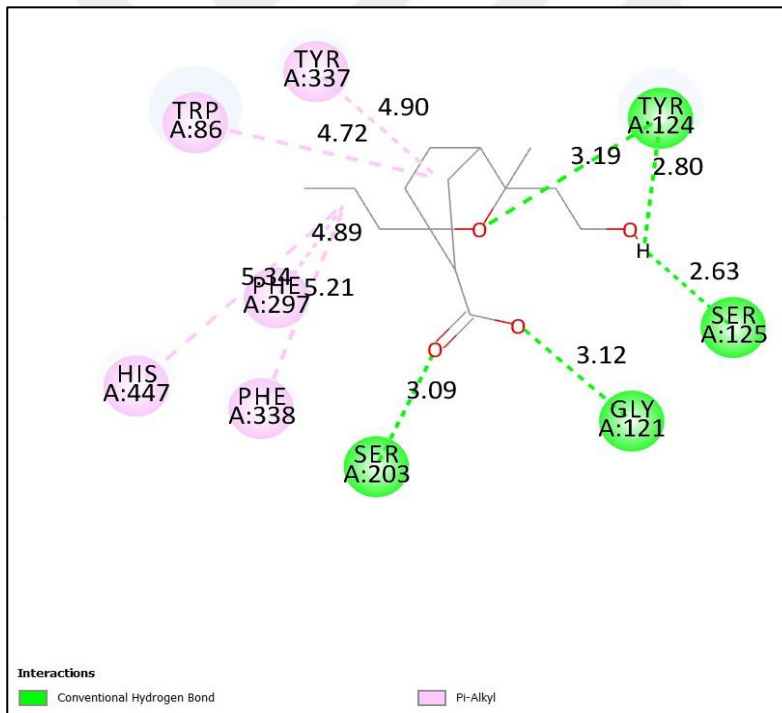 TYR
A:337
4.90
TRP
A:86
4.72
TYR
A:124
3.19
2.80
4.89
O
O
H
5.34
PHE
A:297
5.21
2.63
SER
A:125
O
O
3.12
HIS
A:447
PHE
A:338
3.09
GLY
A:121
SER
A:203
Interactions
Conventional Hydrogen Bond
Pi-Alkyl